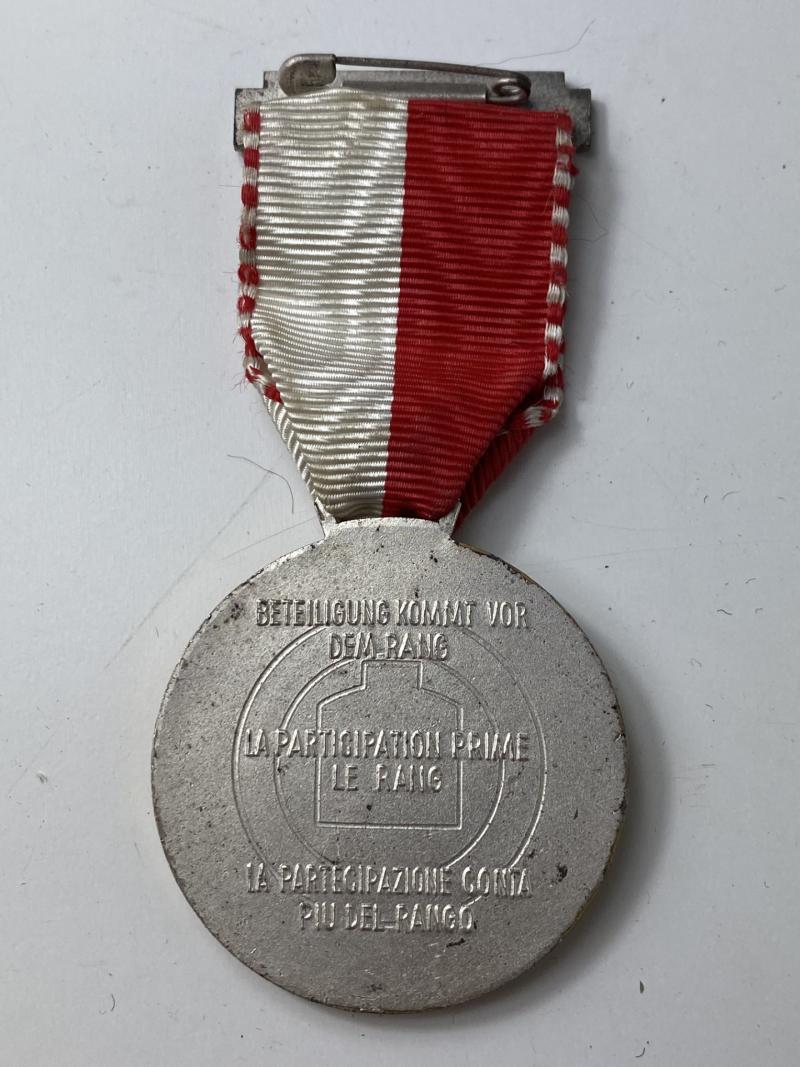 BETEILIGUNG KOMMT VOR
DEM RANG
LA PARTICIPATION PRIME
LE RANG
LA PARTECIPAZIONE CONTA
PIU DEL RANGO